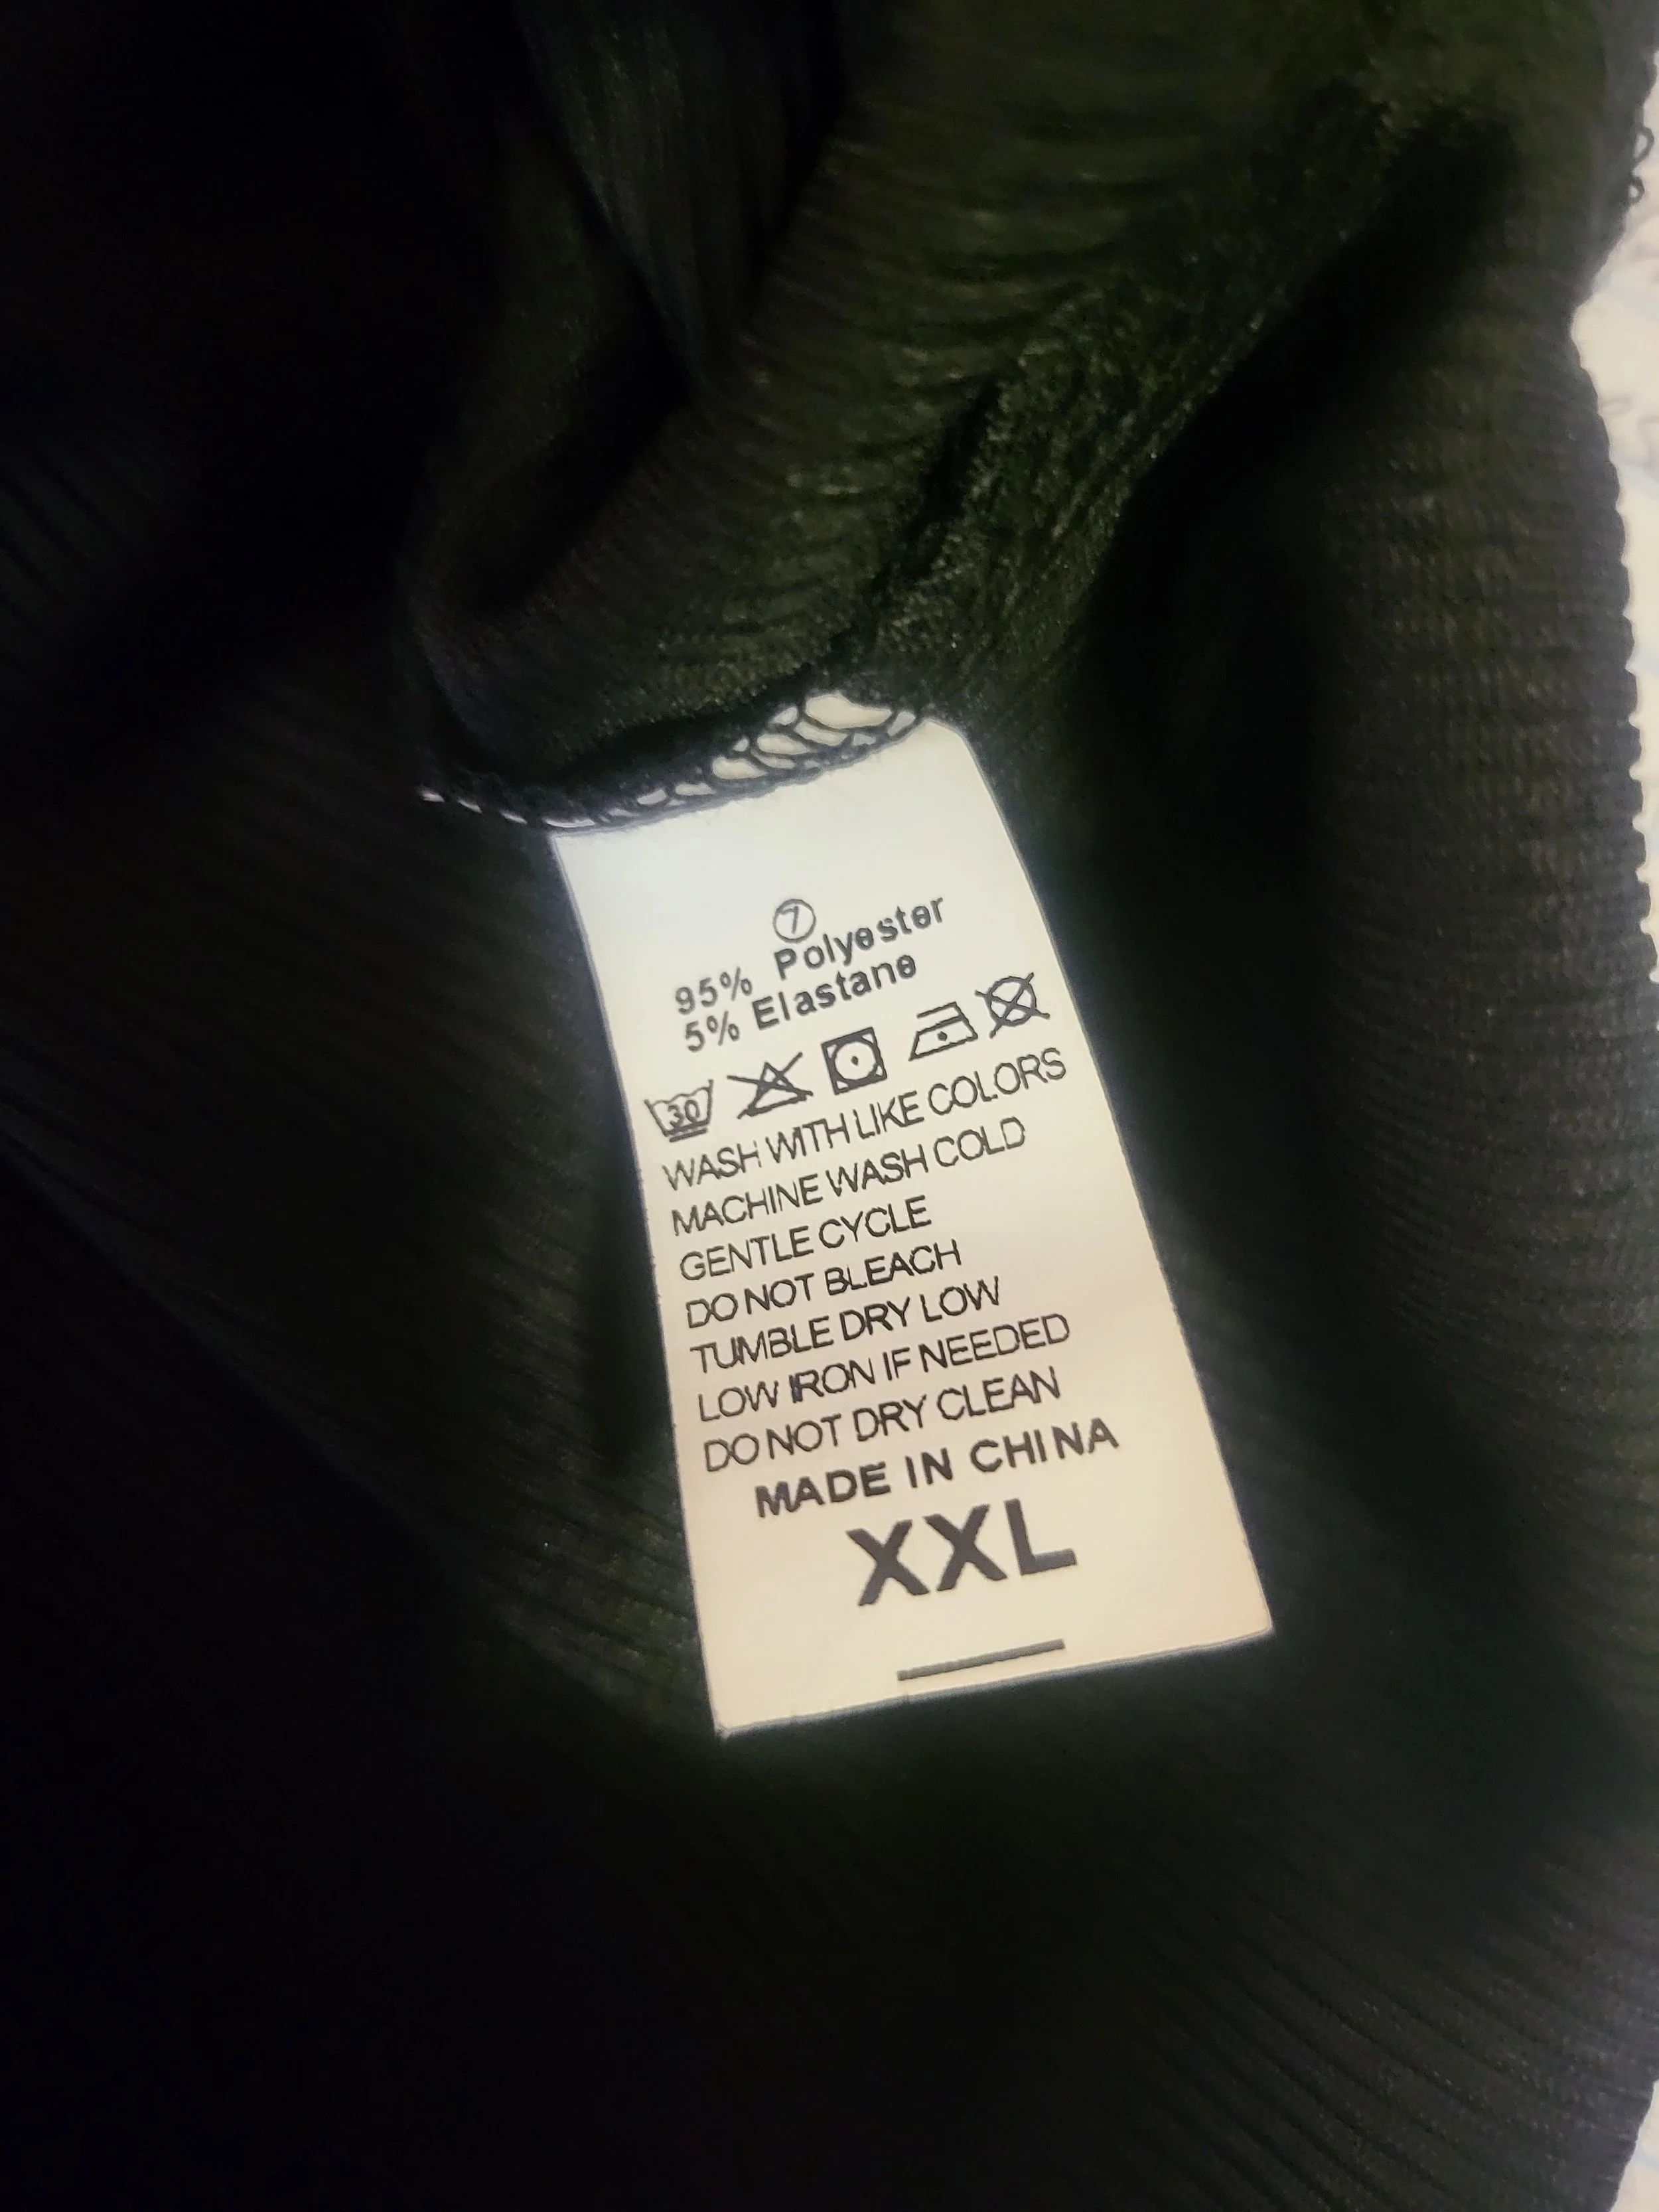 7
95% Polyester
5% Elastane
30
WASH WITH LIKE COLORS
MACHINE WASH COLD
GENTLE CYCLE
DO NOT BLEACH
TUMBLE DRY LOW
LOW IRON IF NEEDED
DO NOT DRY CLEAN
MADE IN CHINA
XXL